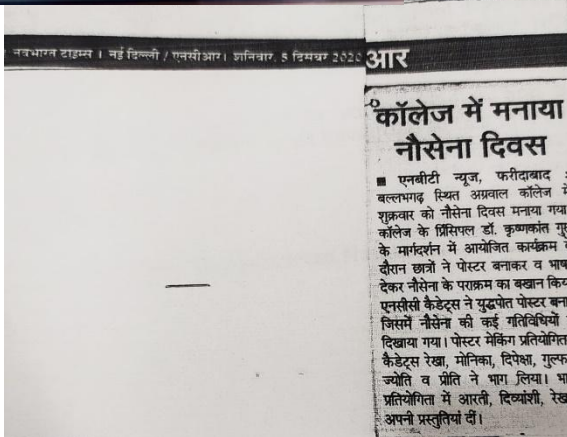 नवभारत टाइम्स । नई दिल्ली / एनसीआर। शनिवार, 5 दिसंबर 2020
आर
कॉलेज में मनाया
नौसेना दिवस
■ एनबीटी न्यूज, फरीदाबाद :
बल्लभगढ़ स्थित अग्रवाल कॉलेज में
शुक्रवार को नौसेना दिवस मनाया गया
कॉलेज के प्रिंसिपल डॉ. कृष्णकांत गु
के मार्गदर्शन में आयोजित कार्यक्रम
दौरान छात्रों ने पोस्टर बनाकर व भाष
देकर नौसेना के पराक्रम का बखान किय
एनसीसी कैडेट्स ने युद्धपोत पोस्टर बना
जिसमें नौसेना की कई गतिविधियों
दिखाया गया। पोस्टर मेकिंग प्रतियोगित
कैडेट्स रेखा, मोनिका, दिपेक्षा, गुल्फ
ज्योति व प्रीति ने भाग लिया। भा
प्रतियोगिता में आरती, दिव्यांशी, रेख
अपनी प्रस्तुतियां दीं।